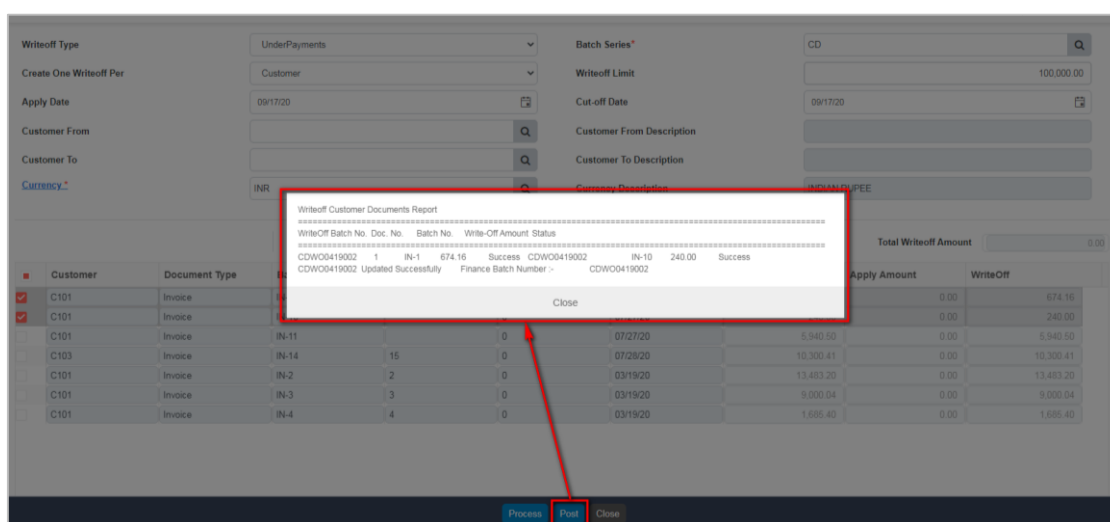 Writeoff Type UnderPayments Batch Series* CD
Create One Writeoff Per Customer Writeoff Limit 100,000.00
Apply Date 09/17/20 Cut-off Date 09/17/20
Customer From Customer From Description
Customer To Customer To Description
Currency * INR Currency Description INDIAN RUPEE
Writeoff Customer Documents Report
WriteOff Batch No. Doc. No. Batch No. Write-Off Amount Status
CDWO0419002 1 IN-1 674.16 Success CDWO0419002 IN-10 240.00 Success
CDWO0419002 Updated Successfully Finance Batch Number :- CDWO0419002
Close
Total Writeoff Amount 0.00
Customer Document Type Apply Amount WriteOff
C101 Invoice 0.00 674.16
C101 Invoice 0.00 240.00
C101 Invoice IN-11 0 07/27/20 5,940.50 0.00 5,940.50
C103 Invoice IN-14 15 0 07/28/20 10,300.41 0.00 10,300.41
C101 Invoice IN-2 2 0 03/19/20 13,483.20 0.00 13,483.20
C101 Invoice IN-3 3 0 03/19/20 9,000.04 0.00 9,000.04
C101 Invoice IN-4 4 0 03/19/20 1,685.40 0.00 1,685.40
Process Post Close